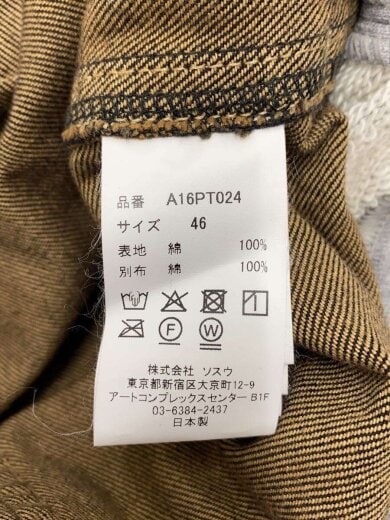 品番 A16PT024
サイズ 46
表地 綿 100%
別布 綿 100%
F W
株式会社 ソスウ
東京都新宿区大京町12-9
アートコンプレックスセンター B1F
03-6384-2437
日本製